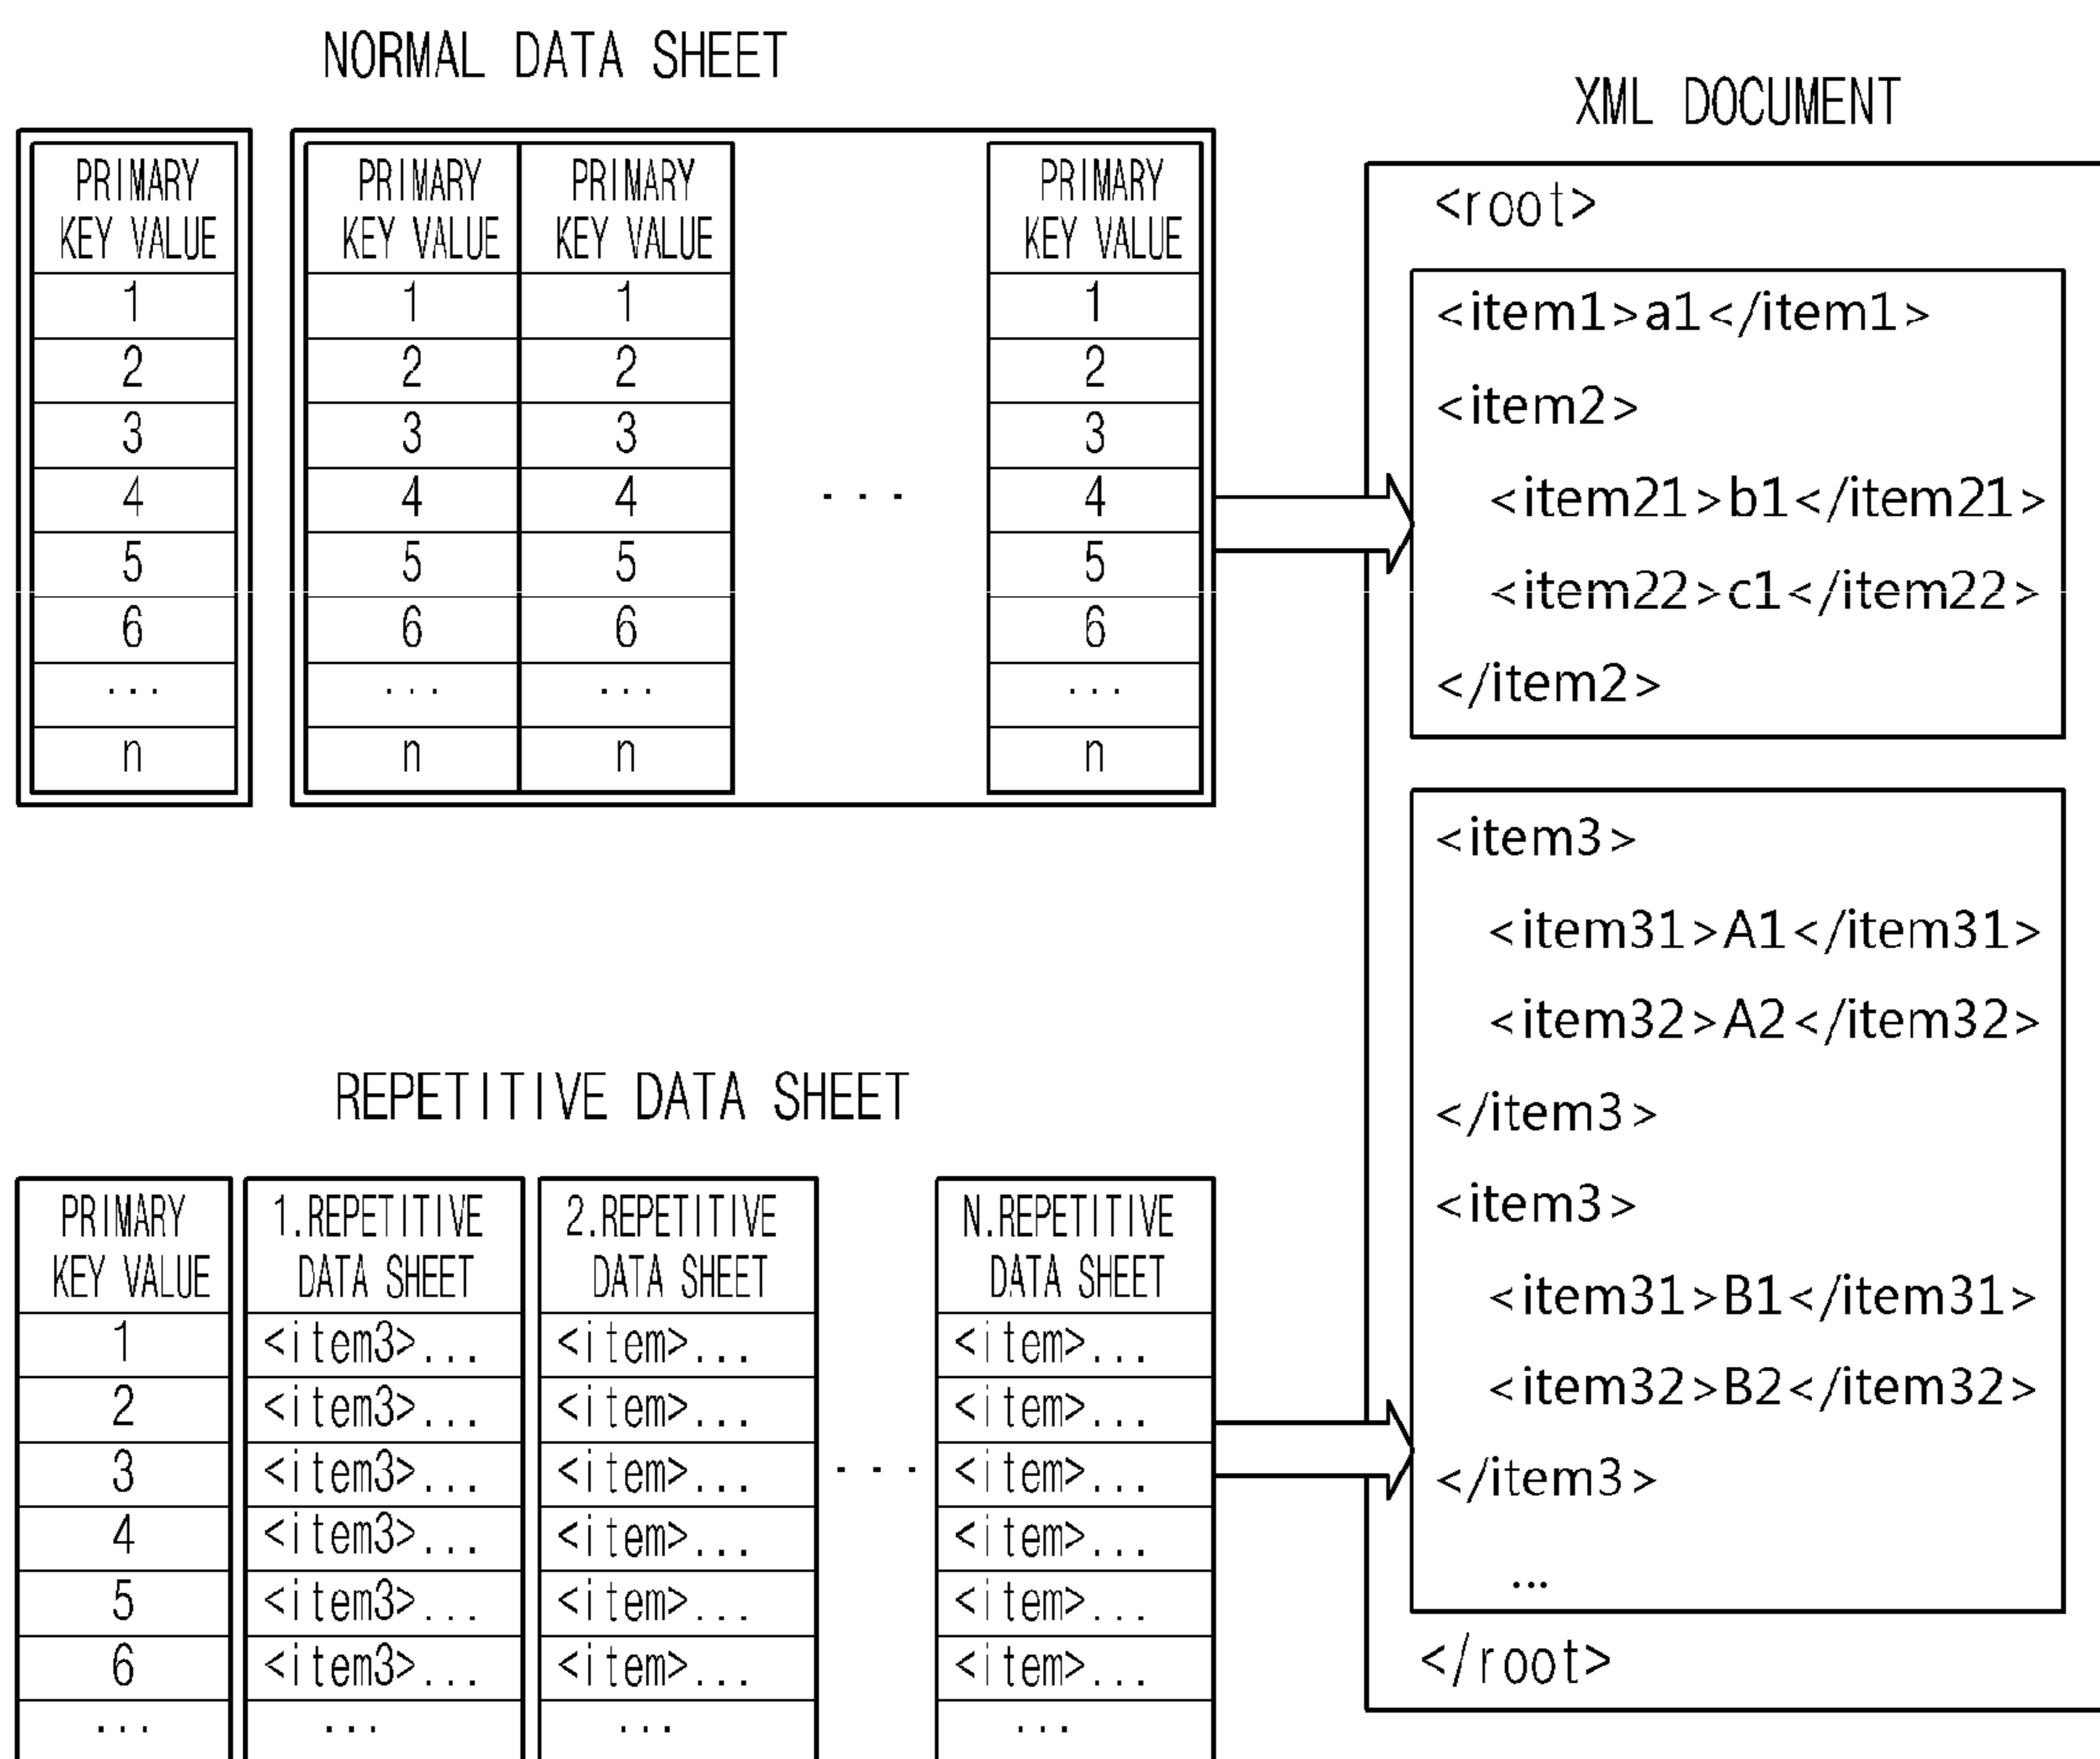 NORMAL DATA SHEET
PRIMARY PRIMARY PRIMARY PRIMARY
KEY VALUE KEY VALUE KEY VALUE KEY VALUE
1 1 1 1
2 2 2 2
3 3 3 3
4 4 4 ... 4
5 5 5 5
6 6 6 6
... ... ... ...
n n n n
XML DOCUMENT
<root>
<item1>a1</item1>
<item2>
<item21>b1</item21>
<item22>c1</item22>
</item2>
<item3>
<item31>A1</item31>
<item32>A2</item32>
</item3>
<item3>
<item31>B1</item31>
<item32>B2</item32>
</item3>
...
</root>
REPETITIVE DATA SHEET
PRIMARY 1.REPETITIVE 2.REPETITIVE N.REPETITIVE
KEY VALUE DATA SHEET DATA SHEET DATA SHEET
1 <item3>... <item>... <item>...
2 <item3>... <item>... <item>...
3 <item3>... <item>... ... <item>...
4 <item3>... <item>... <item>...
5 <item3>... <item>... <item>...
6 <item3>... <item>... <item>...
... ... ... ...